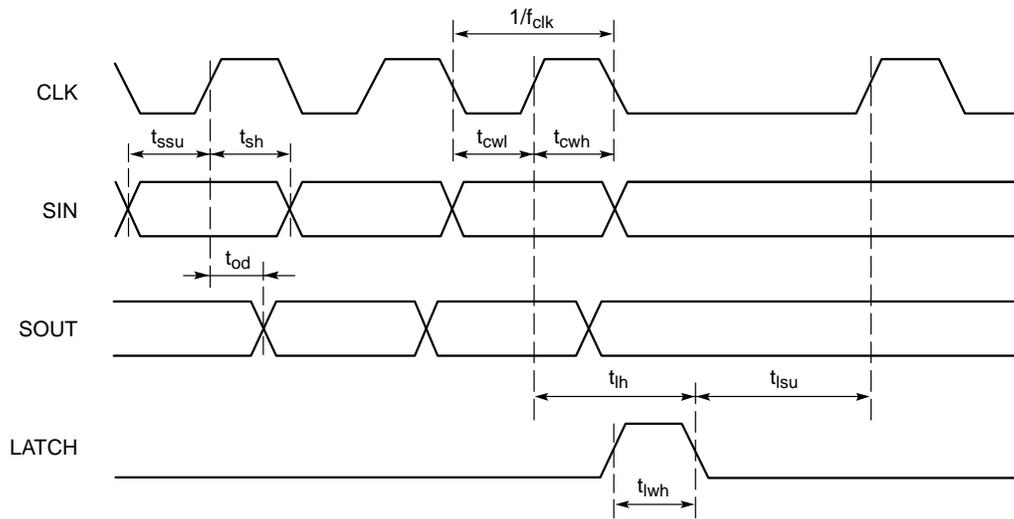 1/fclk
CLK
tssu
tsh
tcwl
tcwh
SIN
tod
SOUT
tlh
tlsu
LATCH
tlwh